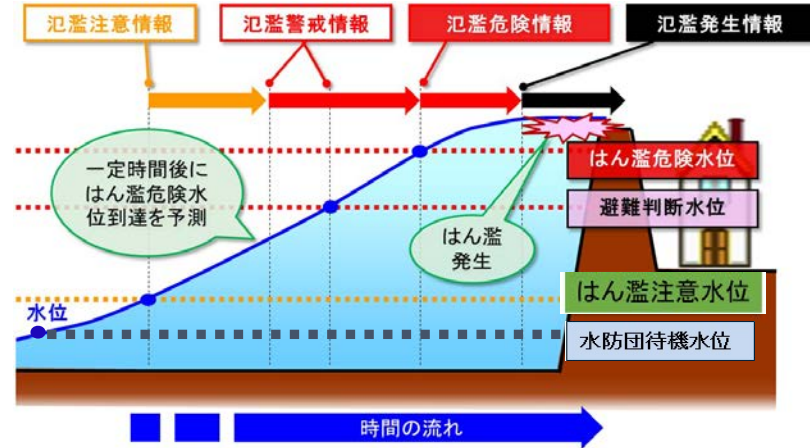 氾濫注意情報
氾濫警戒情報
氾濫危険情報
氾濫発生情報
一定時間後に
はん濫危険水
位到達を予測
はん濫
発生
はん濫危険水位
避難判断水位
はん濫注意水位
水防団待機水位
水位
時間の流れ